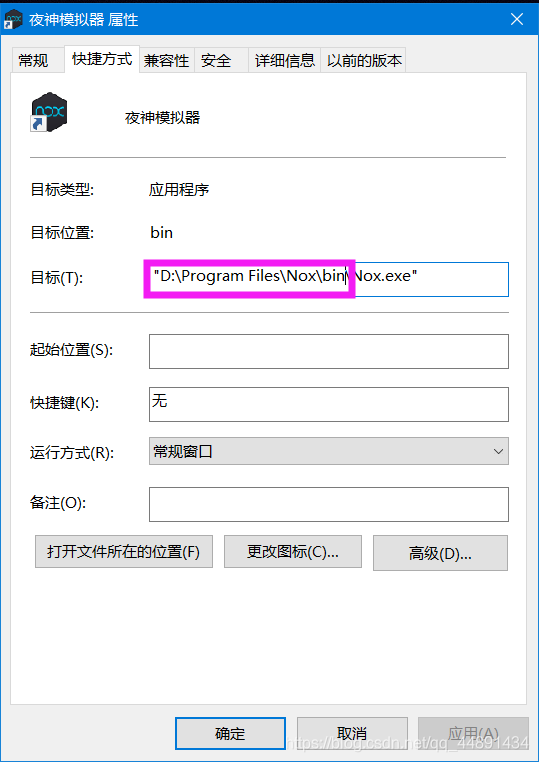 夜神模拟器 属性
常规 快捷方式 兼容性 安全 详细信息 以前的版本
nox
夜神模拟器
目标类型: 应用程序
目标位置: bin
目标(T): "D:\Program Files\Nox\bin\Nox.exe"
起始位置(S):
快捷键(K): 无
运行方式(R): 常规窗口
备注(O):
打开文件所在的位置(F) 更改图标(C)... 高级(D)...
确定 取消 应用(A)
https://blog.csdn.net/qq_44891434